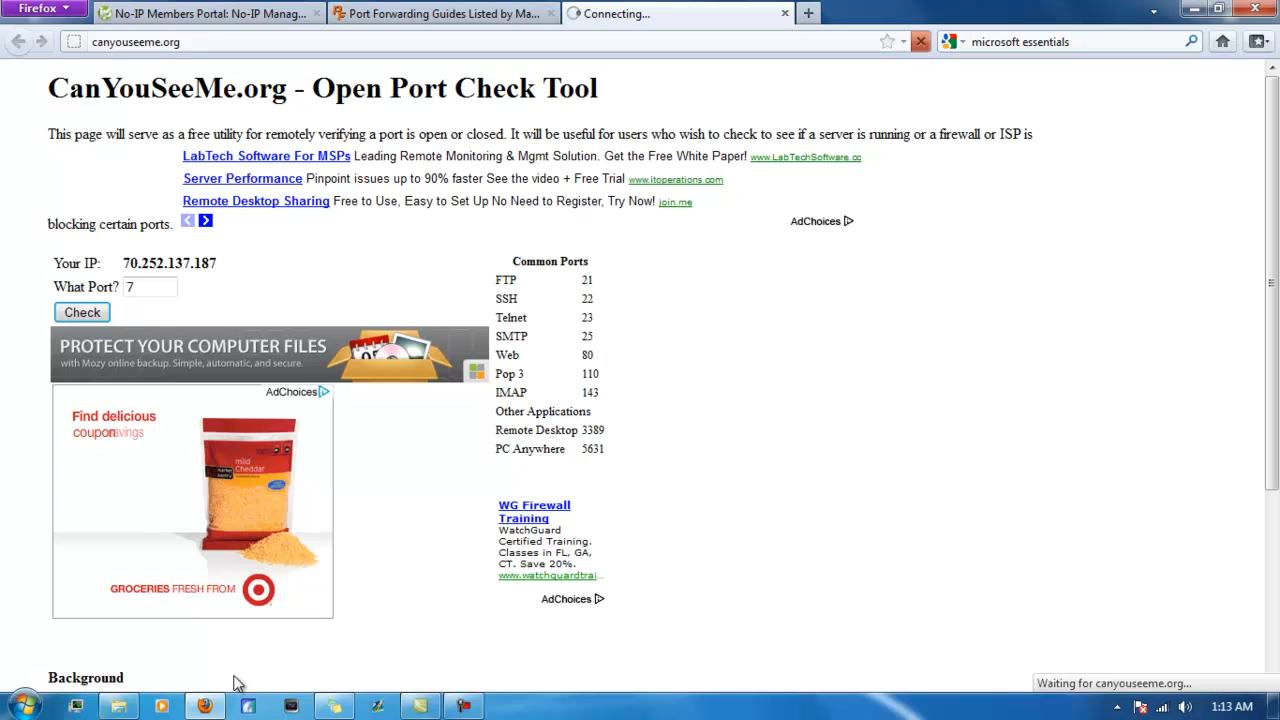 Firefox
No-IP Members Portal: No-IP Manag...
Port Forwarding Guides Listed by Ma...
Connecting...
canyouseeme.org
microsoft essentials
CanYouSeeMe.org - Open Port Check Tool
This page will serve as a free utility for remotely verifying a port is open or closed. It will be useful for users who wish to check to see if a server is running or a firewall or ISP is
LabTech Software For MSPs Leading Remote Monitoring & Mgmt Solution. Get the Free White Paper! www.LabTechSoftware.cc
Server Performance Pinpoint issues up to 90% faster See the video + Free Trial www.itoperations.com
Remote Desktop Sharing Free to Use, Easy to Set Up No Need to Register, Try Now! join.me
blocking certain ports.
AdChoices
Your IP: 70.252.137.187
What Port? 7
Check
PROTECT YOUR COMPUTER FILES
with Mozy online backup. Simple, automatic, and secure.
AdChoices
Find delicious
coupon savings
mild
Cheddar
GROCERIES FRESH FROM
Common Ports
FTP 21
SSH 22
Telnet 23
SMTP 25
Web 80
Pop 3 110
IMAP 143
Other Applications
Remote Desktop 3389
PC Anywhere 5631
WG Firewall
Training
WatchGuard
Certified Training.
Classes in FL, GA,
CT. Save 20%.
www.watchguardtrai...
AdChoices
Background
Waiting for canyouseeme.org...
1:13 AM